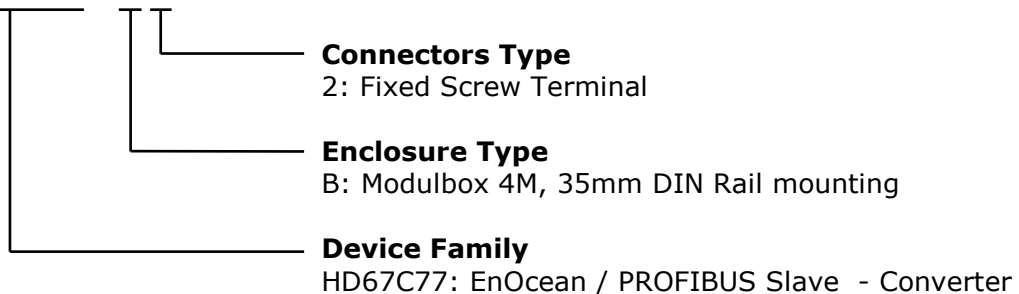 Connectors Type
2: Fixed Screw Terminal
Enclosure Type
B: Modulbox 4M, 35mm DIN Rail mounting
Device Family
HD67C77: EnOcean / PROFIBUS Slave - Converter